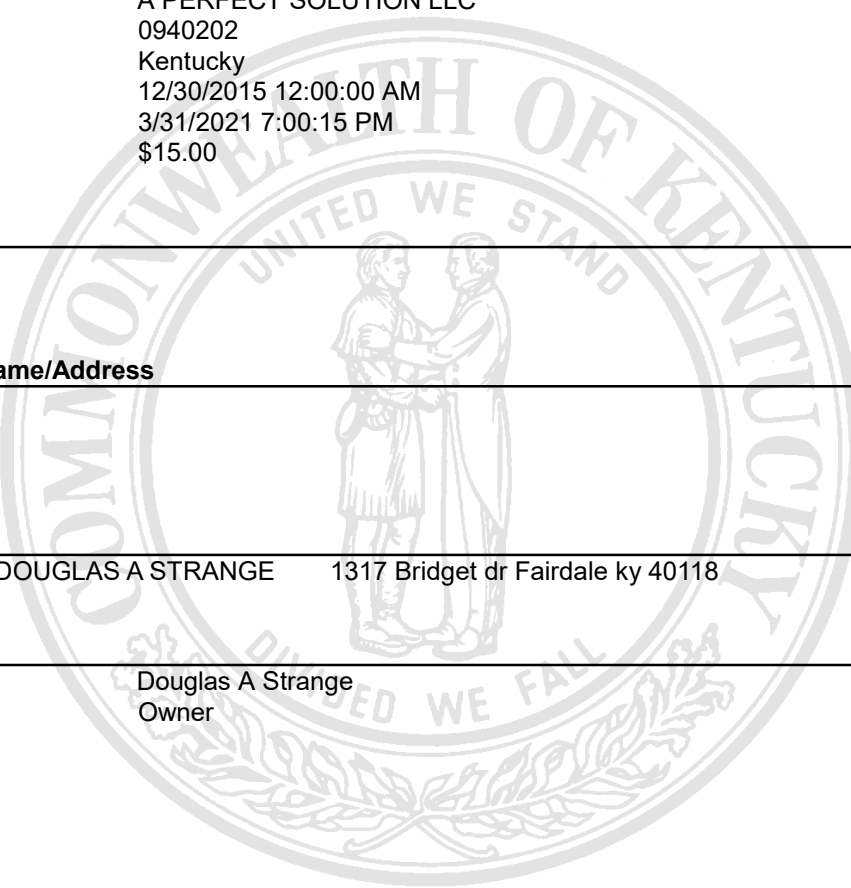 A PERFECT SOLUTION LLC
0940202
Kentucky
12/30/2015 12:00:00 AM
3/31/2021 7:00:15 PM
$15.00
COMMONWEALTH OF KENTUCKY
UNITED WE STAND
ame/Address
DOUGLAS A STRANGE 1317 Bridget dr Fairdale ky 40118
Douglas A Strange
Owner
DIVIDED WE FALL